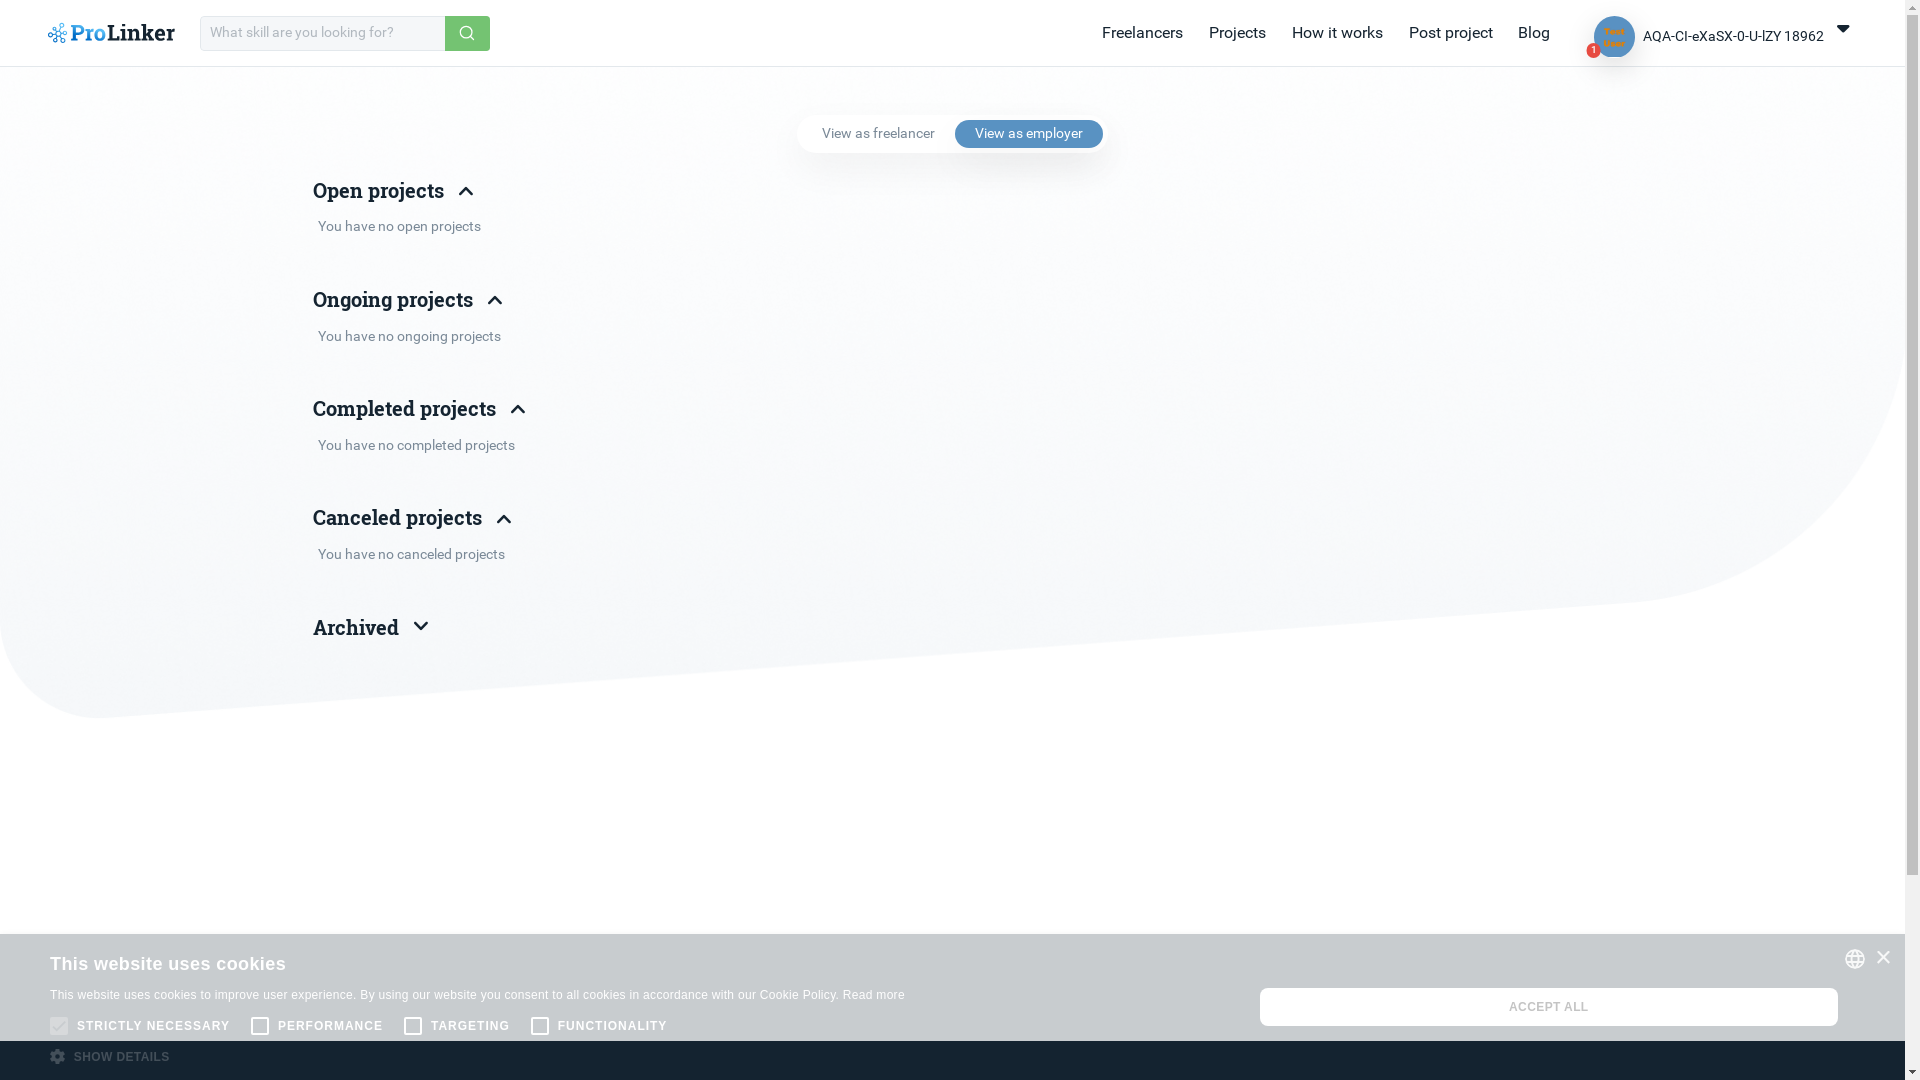 ProLinker
What skill are you looking for?
Freelancers
Projects
How it works
Post project
Blog
Test
User
1
AQA-CI-eXaSX-0-U-lZY 18962
View as freelancer
View as employer
Open projects
You have no open projects
Ongoing projects
You have no ongoing projects
Completed projects
You have no completed projects
Canceled projects
You have no canceled projects
Archived
This website uses cookies
This website uses cookies to improve user experience. By using our website you consent to all cookies in accordance with our Cookie Policy. Read more
STRICTLY NECESSARY
PERFORMANCE
TARGETING
FUNCTIONALITY
SHOW DETAILS
ACCEPT ALL
×